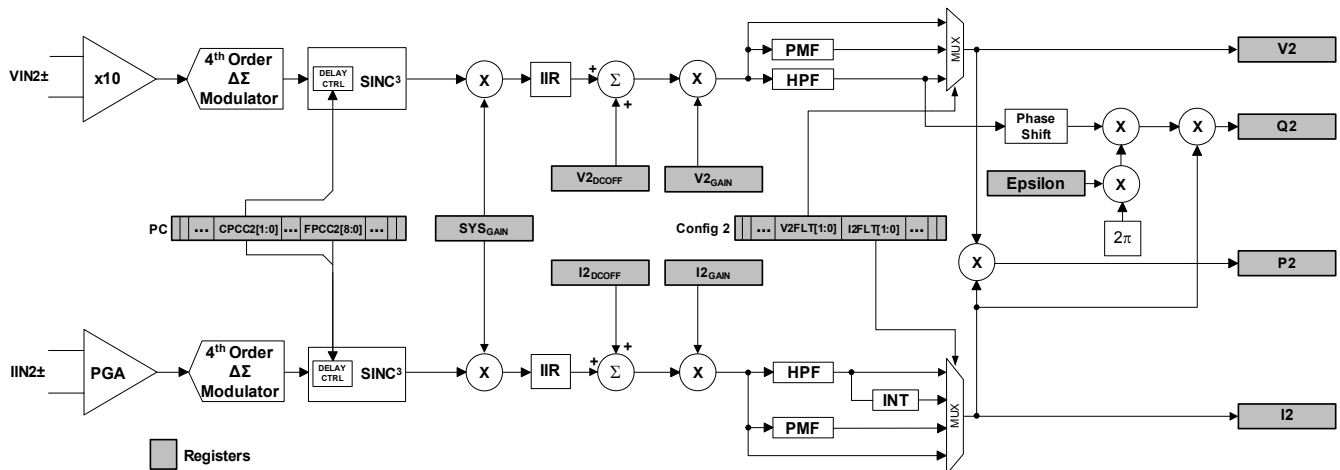 VIN2±
x10
4th Order
ΔΣ
Modulator
DELAY
CTRL
SINC³
X
IIR
+
Σ
+
X
PMF
HPF
MUX
V2
Phase
Shift
X
X
Q2
V2DCOFF
V2GAIN
Epsilon
X
2π
PC
... CPCC2[1:0] ... FPCC2[8:0] ...
SYSGAIN
Config 2
... V2FLT[1:0] I2FLT[1:0] ...
I2DCOFF
I2GAIN
X
P2
IIN2±
PGA
4th Order
ΔΣ
Modulator
DELAY
CTRL
SINC³
X
IIR
+
+
Σ
X
HPF
INT
PMF
MUX
I2
Registers